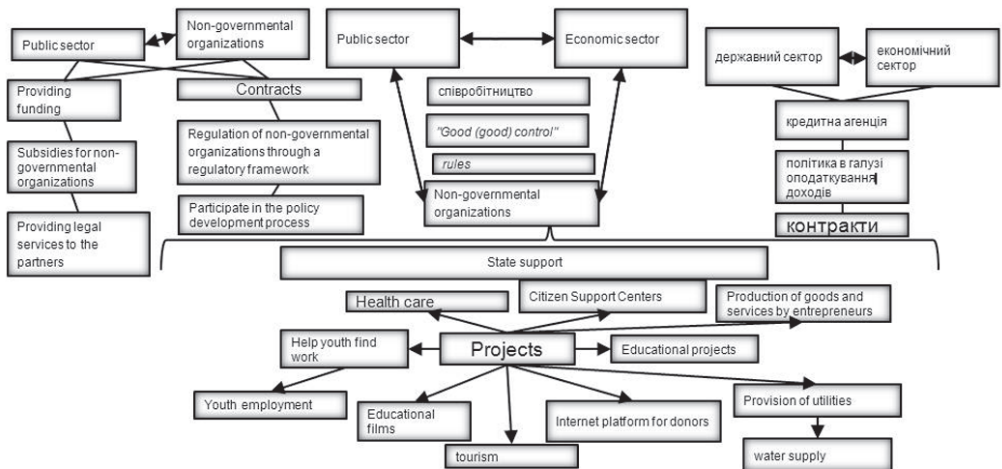 Public sector
Non-governmental
organizations
Providing
funding
Contracts
Subsidies for non-
governmental
organizations
Regulation of non-governmental
organizations through a
regulatory framework
Providing legal
services to the
partners
Participate in the policy
development process
Public sector
Economic sector
співробітництво
"Good (good) control"
rules
Non-governmental
organizations
державний сектор
економічний
сектор
кредитна агенція
політика в галузі
оподаткування
доходів
контракти
State support
Health care
Citizen Support Centers
Production of goods and
services by entrepreneurs
Help youth find
work
Projects
Educational projects
Youth employment
Educational
films
tourism
Internet platform for donors
Provision of utilities
water supply